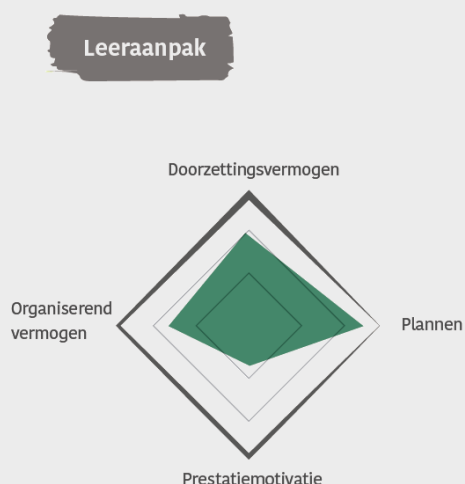 Leeraanpak
Doorzettingsvermogen
Organiserend
vermogen
Plannen
Prestatiemotivatie